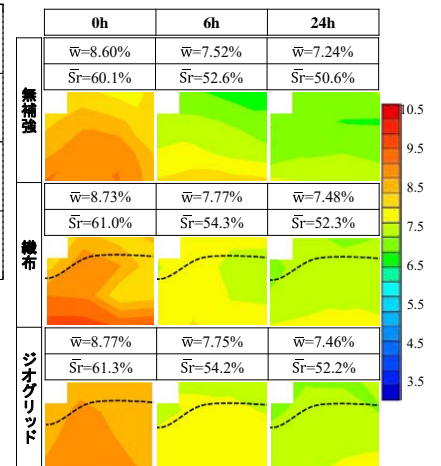 0h 6h 24h
無補強
w̅=8.60% w̅=7.52% w̅=7.24%
S̅r=60.1% S̅r=52.6% S̅r=50.6%
織布
w̅=8.73% w̅=7.77% w̅=7.48%
S̅r=61.0% S̅r=54.3% S̅r=52.3%
ジオグリッド
w̅=8.77% w̅=7.75% w̅=7.46%
S̅r=61.3% S̅r=54.2% S̅r=52.2%
10.5
9.5
8.5
7.5
6.5
5.5
4.5
3.5